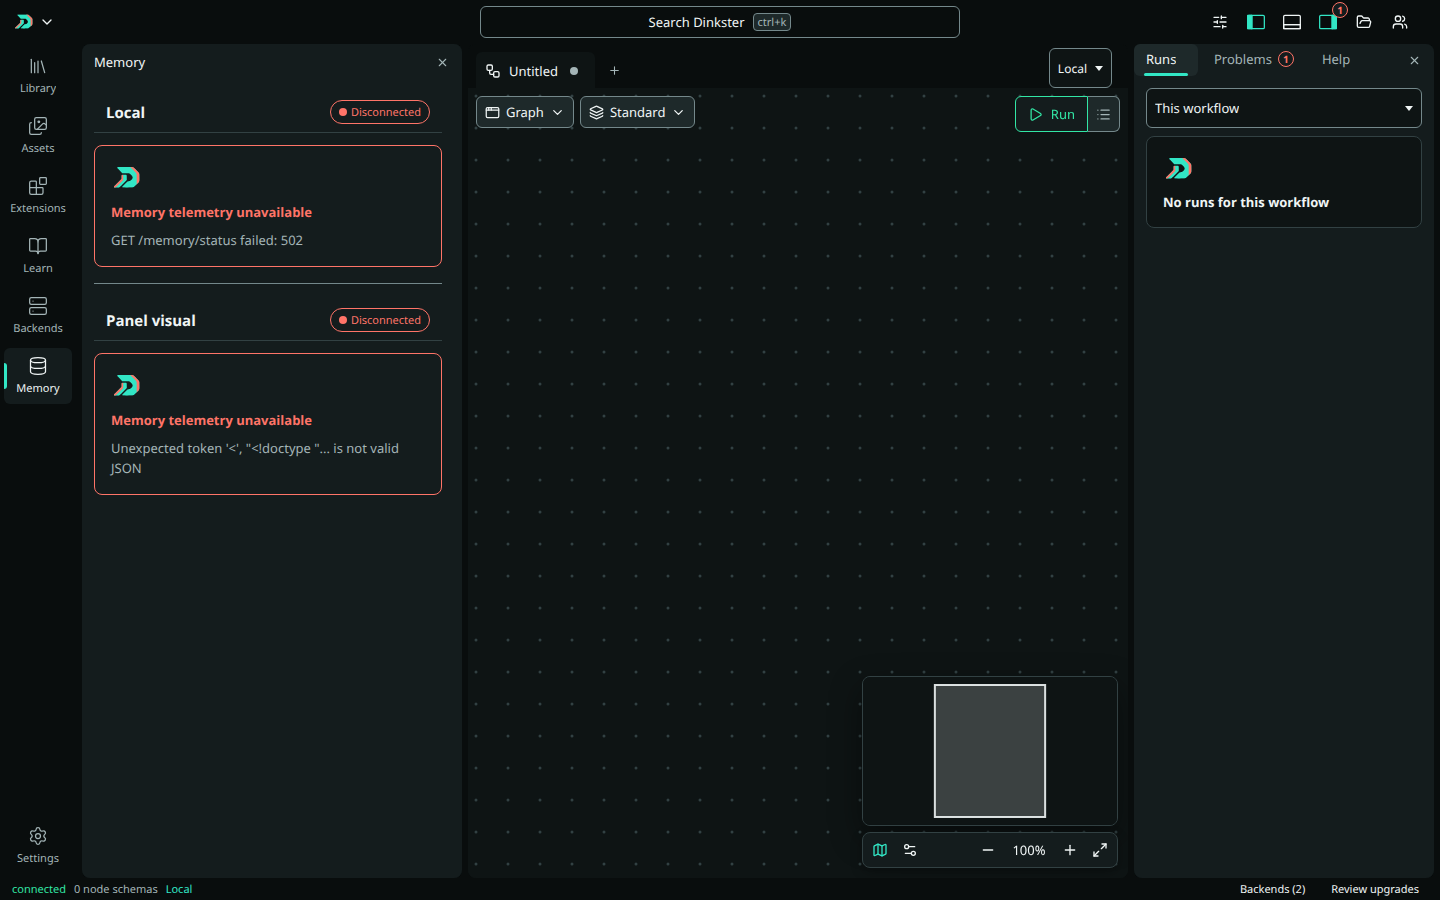 Search Dinkster ctrl+k
1
Library
Assets
Extensions
Learn
Backends
Memory
Settings
Memory
Local
Disconnected
Memory telemetry unavailable
GET /memory/status failed: 502
Panel visual
Disconnected
Memory telemetry unavailable
Unexpected token '<', "<!doctype "... is not valid
JSON
Untitled
Local
Graph
Standard
Run
100%
Runs
Problems 1
Help
This workflow
No runs for this workflow
connected 0 node schemas Local
Backends (2)
Review upgrades